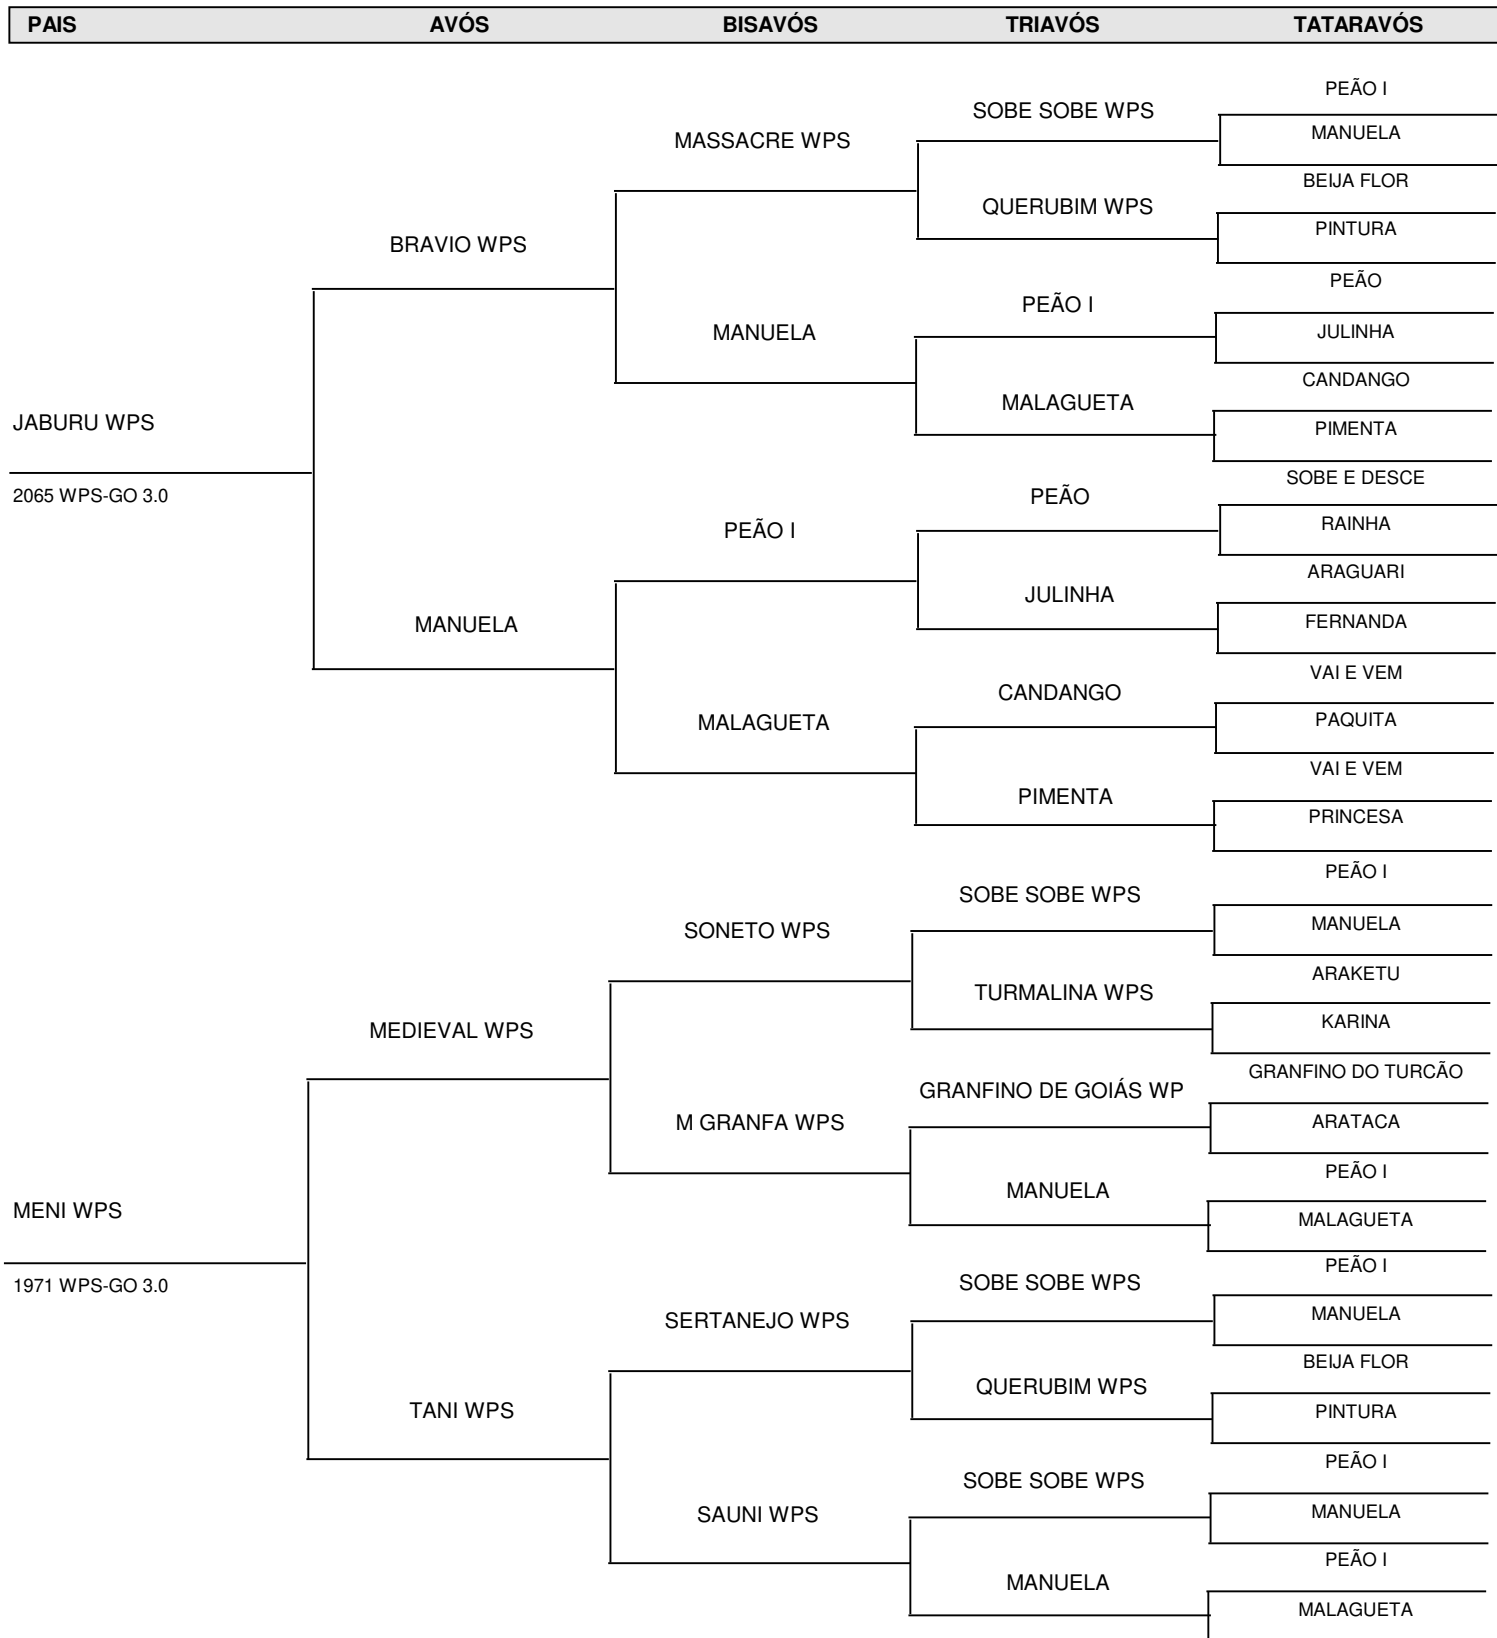 PAIS AVÓS BISAVÓS TRIAVÓS TATARAVÓS
PEÃO I
SOBE SOBE WPS
MANUELA
MASSACRE WPS
BEIJA FLOR
QUERUBIM WPS
PINTURA
BRAVIO WPS
PEÃO
PEÃO I
JULINHA
MANUELA
CANDANGO
MALAGUETA
JABURU WPS
PIMENTA
SOBE E DESCE
2065 WPS-GO 3.0
PEÃO
RAINHA
PEÃO I
ARAGUARI
JULINHA
FERNANDA
MANUELA
VAI E VEM
CANDANGO
PAQUITA
MALAGUETA
VAI E VEM
PIMENTA
PRINCESA
PEÃO I
SOBE SOBE WPS
MANUELA
SONETO WPS
ARAKETU
TURMALINA WPS
KARINA
MEDIEVAL WPS
GRANFINO DO TURCÃO
GRANFINO DE GOIÁS WP
M GRANFA WPS
ARATACA
PEÃO I
MANUELA
MENI WPS
MALAGUETA
PEÃO I
1971 WPS-GO 3.0
SOBE SOBE WPS
MANUELA
SERTANEJO WPS
BEIJA FLOR
QUERUBIM WPS
TANI WPS
PINTURA
PEÃO I
SOBE SOBE WPS
MANUELA
SAUNI WPS
PEÃO I
MANUELA
MALAGUETA